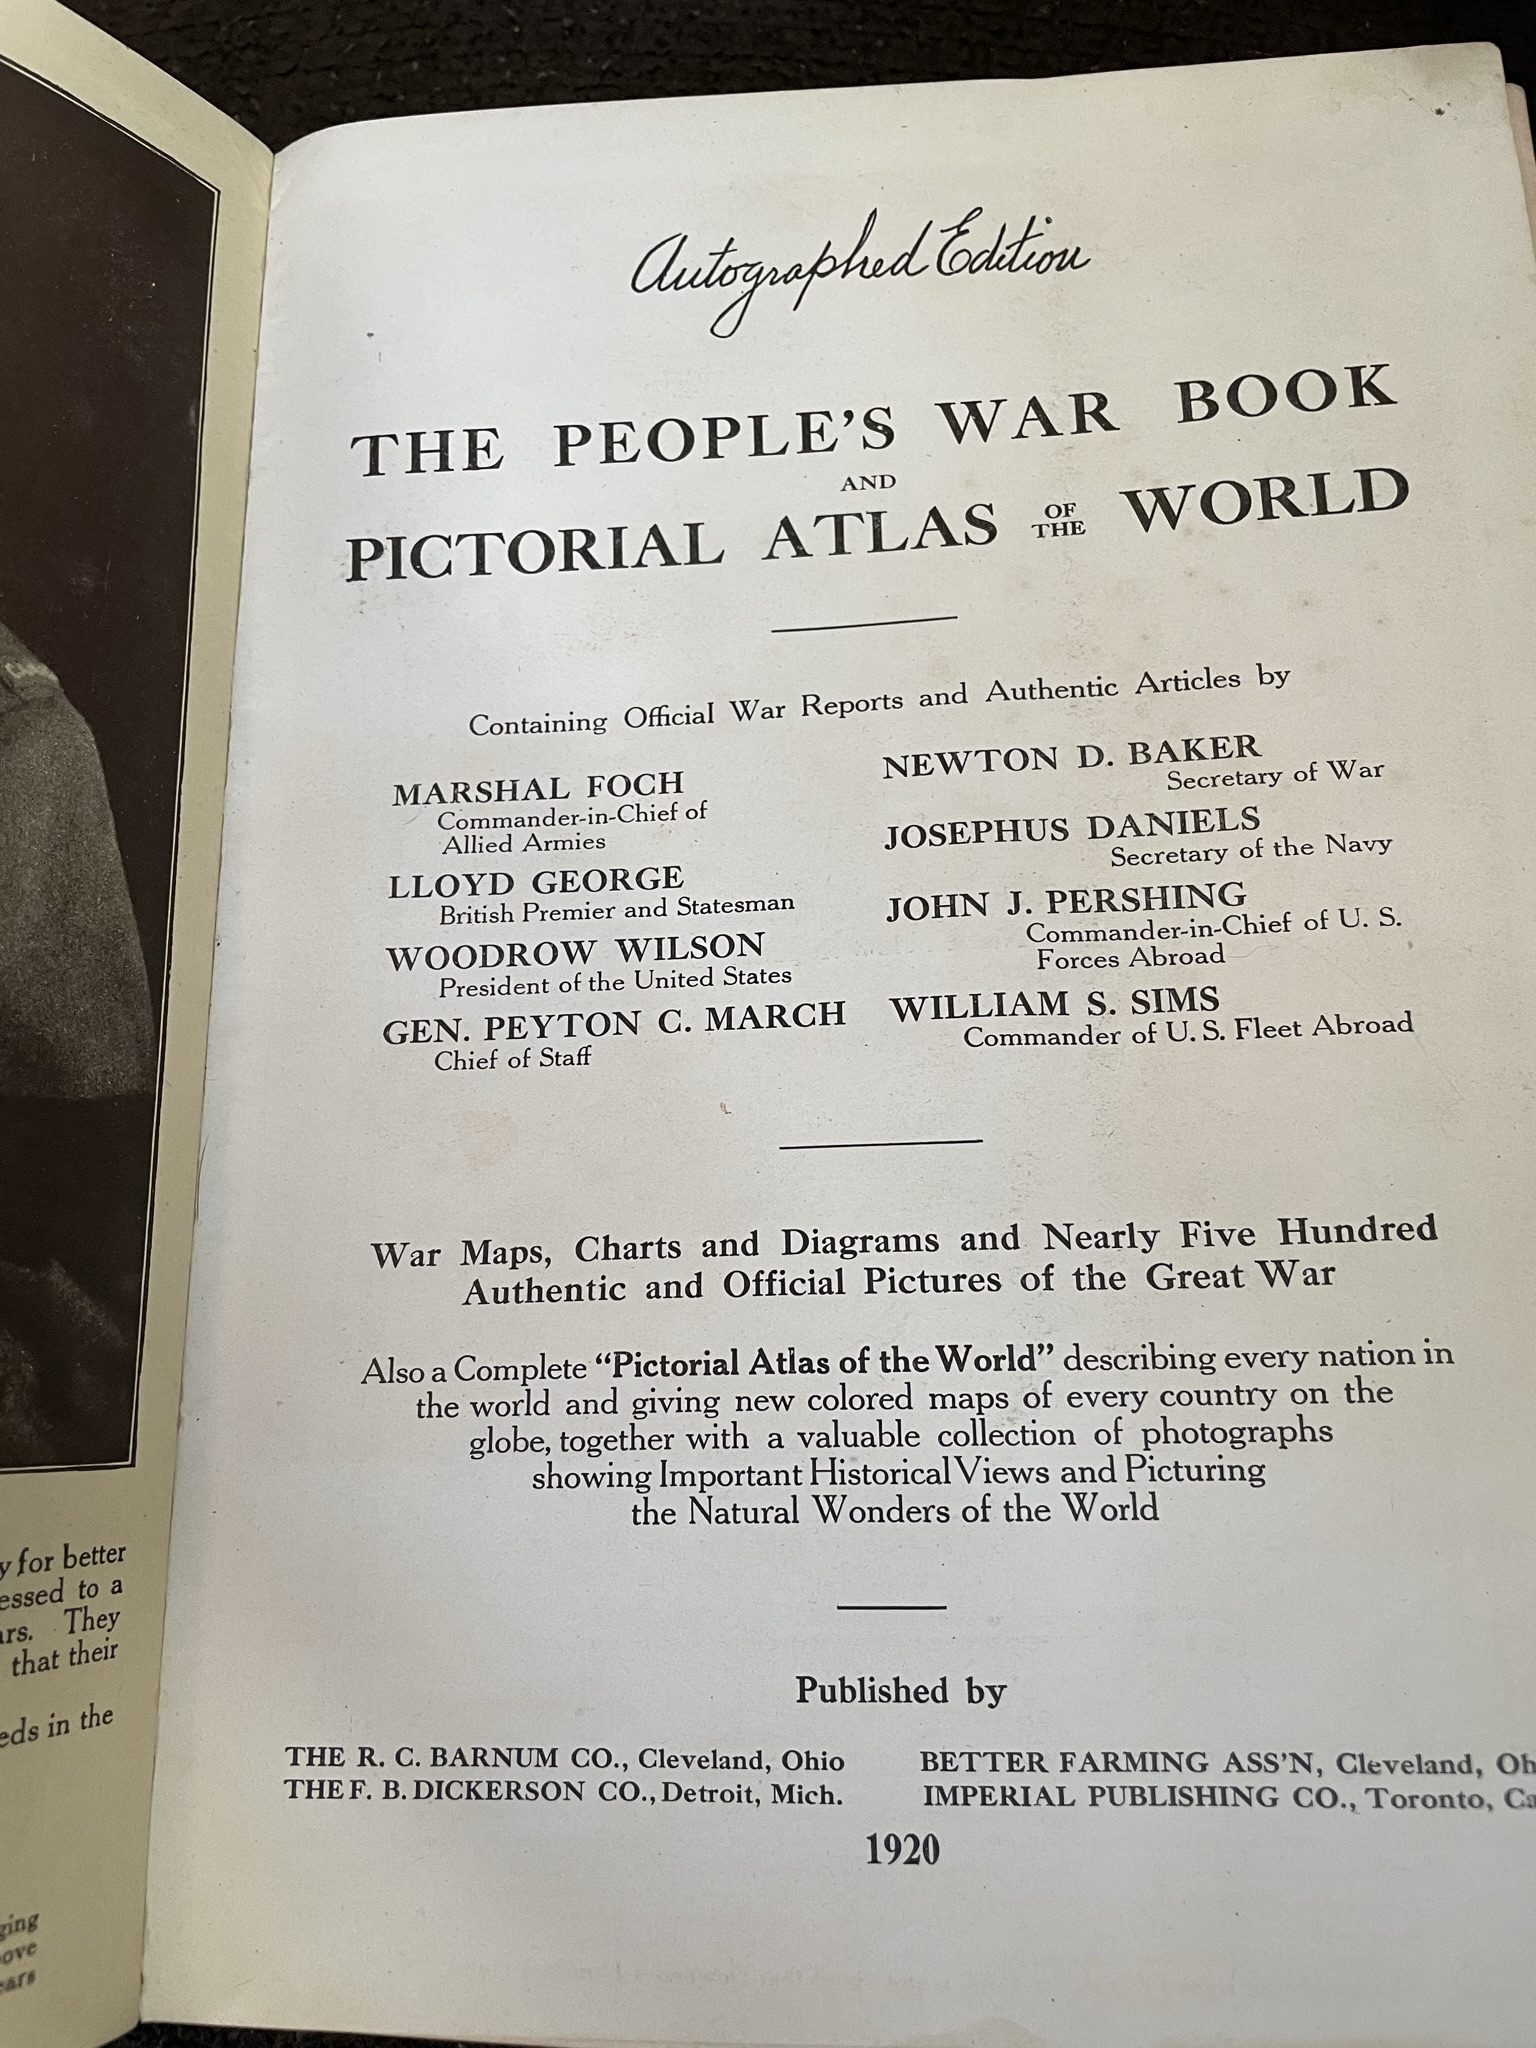 Autographed Edition
THE PEOPLE'S WAR BOOK
AND
PICTORIAL ATLAS OF THE WORLD
Containing Official War Reports and Authentic Articles by
MARSHAL FOCH
Commander-in-Chief of
Allied Armies
LLOYD GEORGE
British Premier and Statesman
WOODROW WILSON
President of the United States
GEN. PEYTON C. MARCH
Chief of Staff
NEWTON D. BAKER
Secretary of War
JOSEPHUS DANIELS
Secretary of the Navy
JOHN J. PERSHING
Commander-in-Chief of U. S.
Forces Abroad
WILLIAM S. SIMS
Commander of U. S. Fleet Abroad
War Maps, Charts and Diagrams and Nearly Five Hundred
Authentic and Official Pictures of the Great War
Also a Complete “Pictorial Atlas of the World” describing every nation in
the world and giving new colored maps of every country on the
globe, together with a valuable collection of photographs
showing Important Historical Views and Picturing
the Natural Wonders of the World
Published by
THE R. C. BARNUM CO., Cleveland, Ohio
THE F. B. DICKERSON CO., Detroit, Mich.
BETTER FARMING ASS'N, Cleveland, Oh
IMPERIAL PUBLISHING CO., Toronto, Ca
1920
y for better
essed to a
ars. They
that their
eds in the
ging
ove
ears